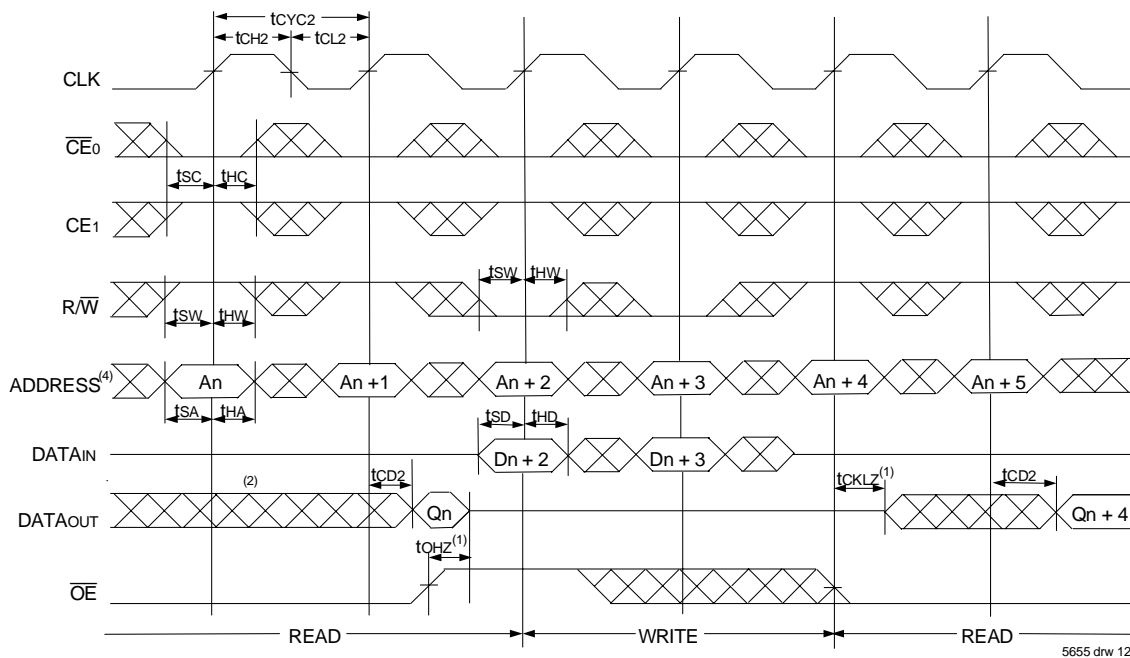 tCYC2
tCH2 tCL2
CLK
CE0
tSC tHC
CE1
tSW tHW
R/W
tSW tHW
ADDRESS(4) An An + 1 An + 2 An + 3 An + 4 An + 5
tSA tHA tSD tHD
DATAIN Dn + 2 Dn + 3
tCD2 tCKLZ(1) tCD2
(2)
DATAOUT Qn Qn + 4
tOHZ(1)
OE
READ WRITE READ
5655 drw 12